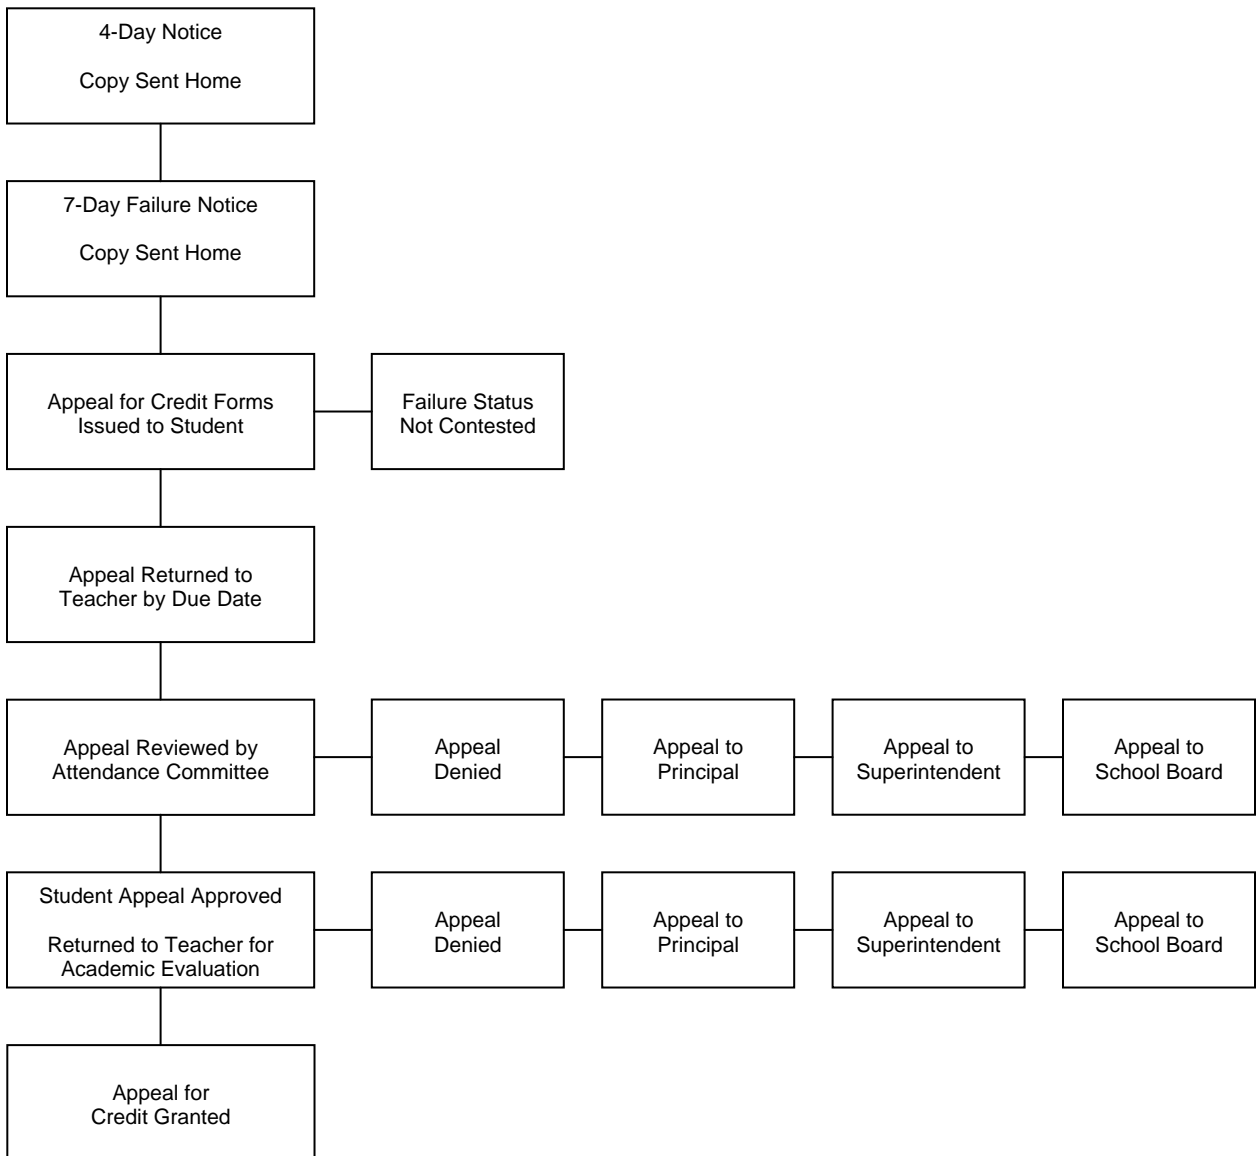 4-Day Notice
Copy Sent Home
7-Day Failure Notice
Copy Sent Home
Appeal for Credit Forms
Issued to Student
Failure Status
Not Contested
Appeal Returned to
Teacher by Due Date
Appeal Reviewed by
Attendance Committee
Appeal
Denied
Appeal to
Principal
Appeal to
Superintendent
Appeal to
School Board
Student Appeal Approved
Returned to Teacher for
Academic Evaluation
Appeal
Denied
Appeal to
Principal
Appeal to
Superintendent
Appeal to
School Board
Appeal for
Credit Granted